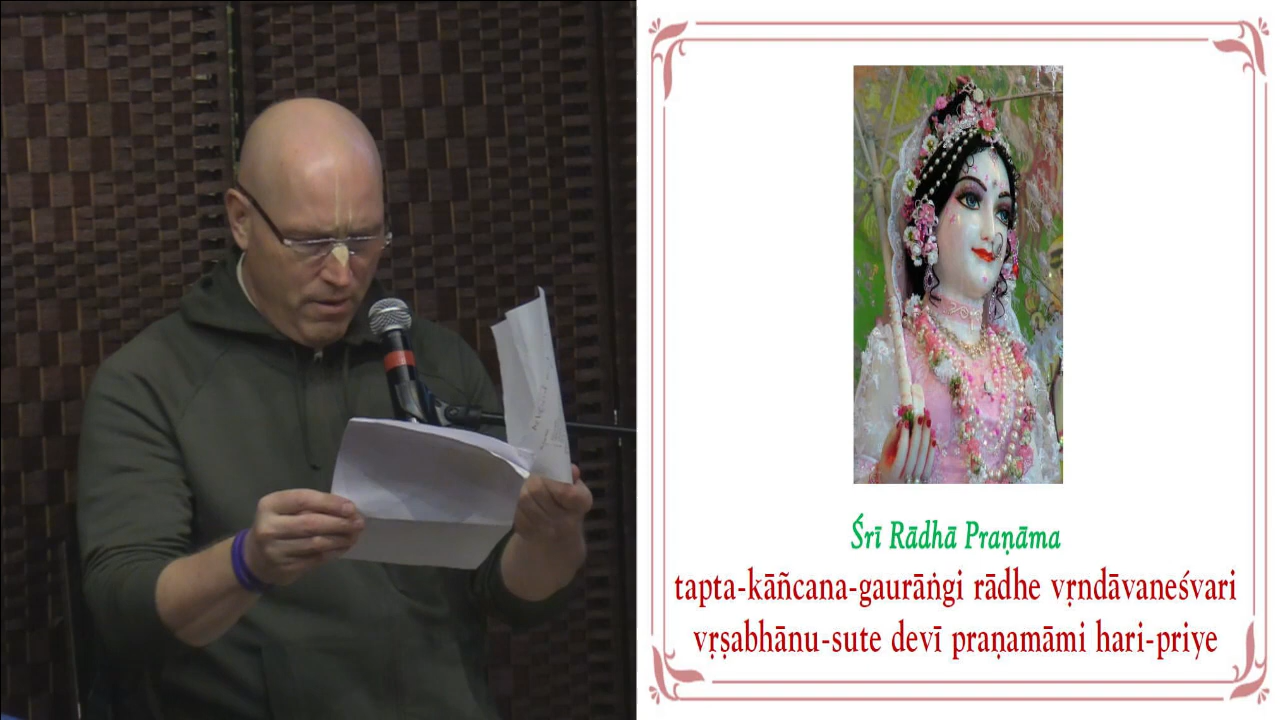 Śrī Rādhā Praṇāma
tapta-kāñcana-gaurāṅgi rādhe vṛndāvaneśvari
vṛṣabhānu-sute devī praṇamāmi hari-priye